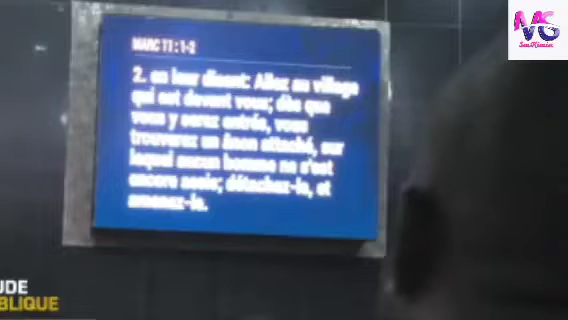 MARC 11:1-2
2. en leur disant: Allez au village
qui est devant vous; dès que
vous y serez entrés, vous
trouverez un ânon attaché, sur
lequel aucun homme ne s'est
encore assis; détachez-le, et
amenez-le.
UDE
BLIQUE
MSG